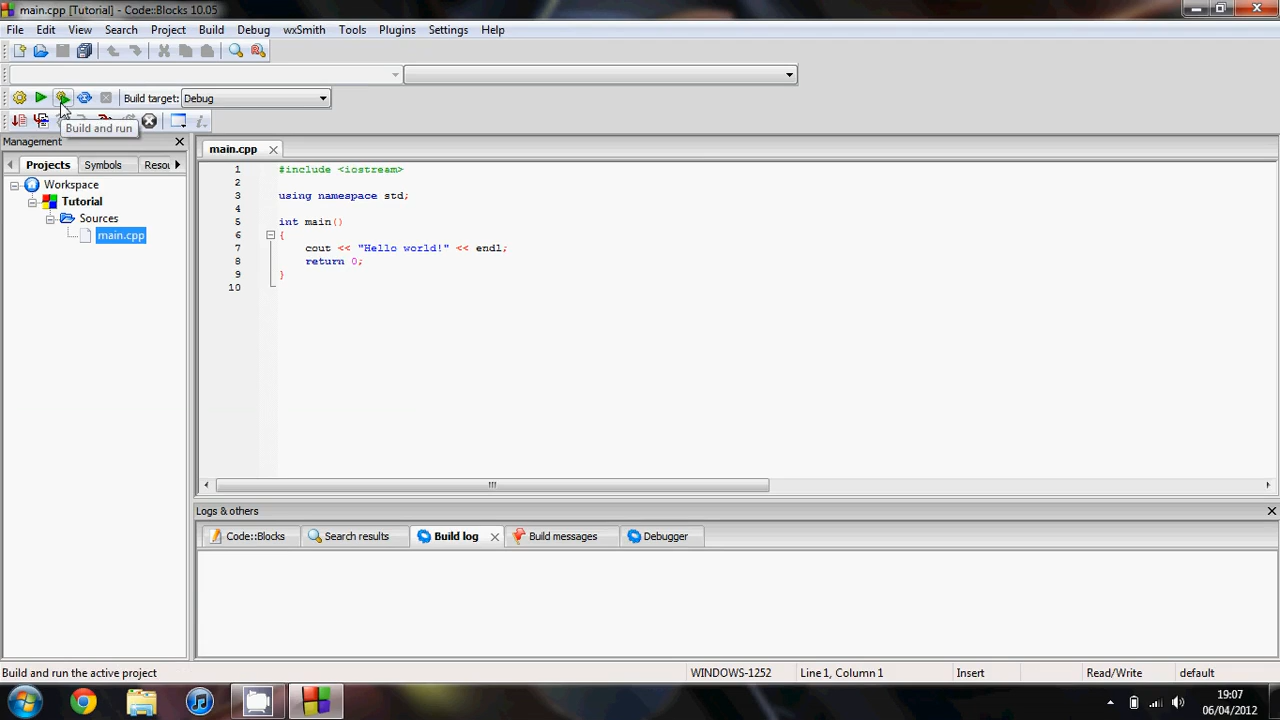 main.cpp [Tutorial] - Code::Blocks 10.05
File Edit View Search Project Build Debug wxSmith Tools Plugins Settings Help
Build target: Debug
Build and run
Management
Projects Symbols Resou
Workspace
Tutorial
Sources
main.cpp
main.cpp
1 #include <iostream>
2
3 using namespace std;
4
5 int main()
6 {
7 cout << "Hello world!" << endl;
8 return 0;
9 }
10
Logs & others
Code::Blocks Search results Build log Build messages Debugger
Build and run the active project WINDOWS-1252 Line 1, Column 1 Insert Read/Write default
19:07
06/04/2012